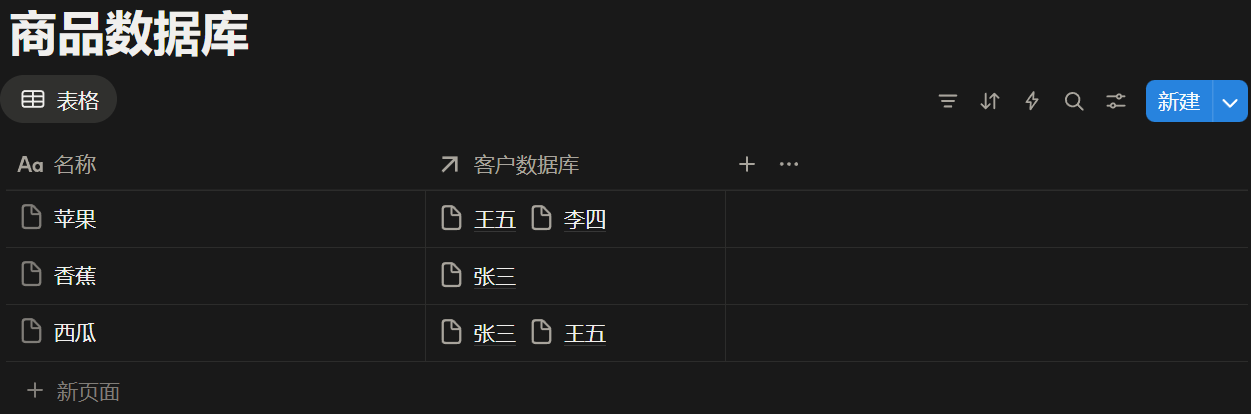 商品数据库
表格 新建
Aa 名称 客户数据库
苹果 王五 李四
香蕉 张三
西瓜 张三 王五
新页面